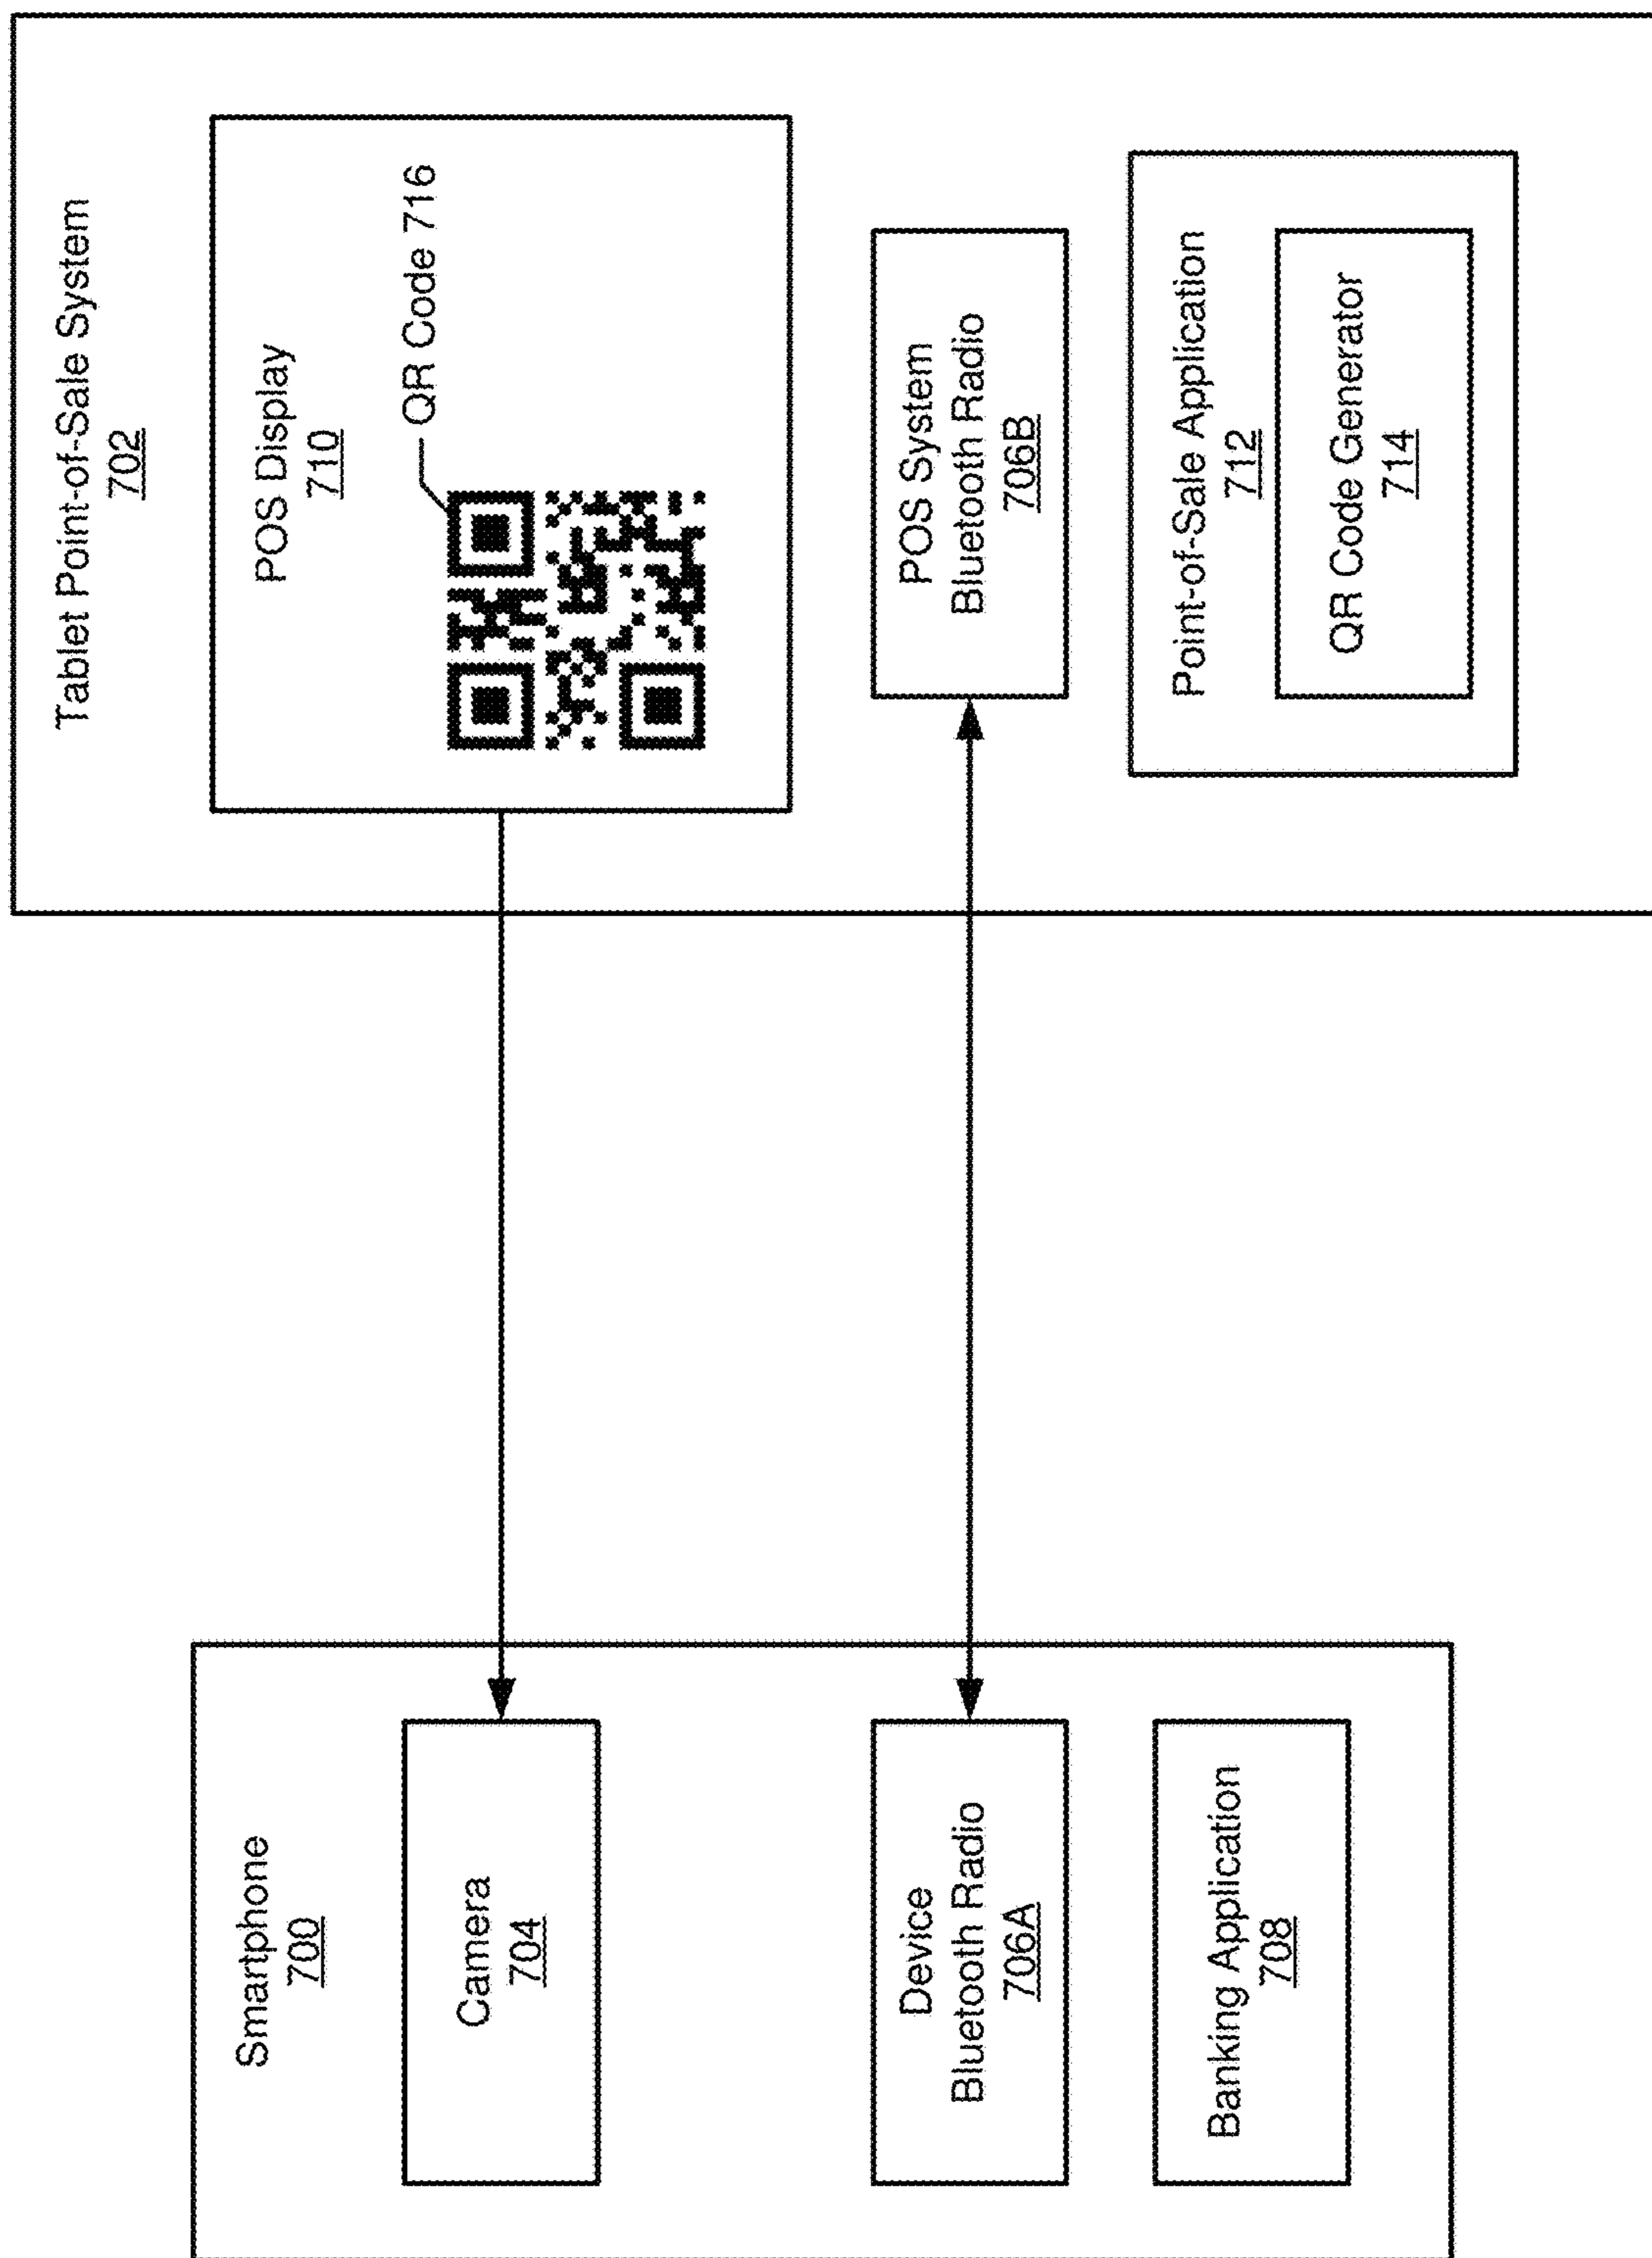 Smartphone
700
Camera
704
Device
Bluetooth Radio
706A
Banking Application
708
Tablet Point-of-Sale System
702
POS Display
710
QR Code 716
POS System
Bluetooth Radio
706B
Point-of-Sale Application
712
QR Code Generator
714